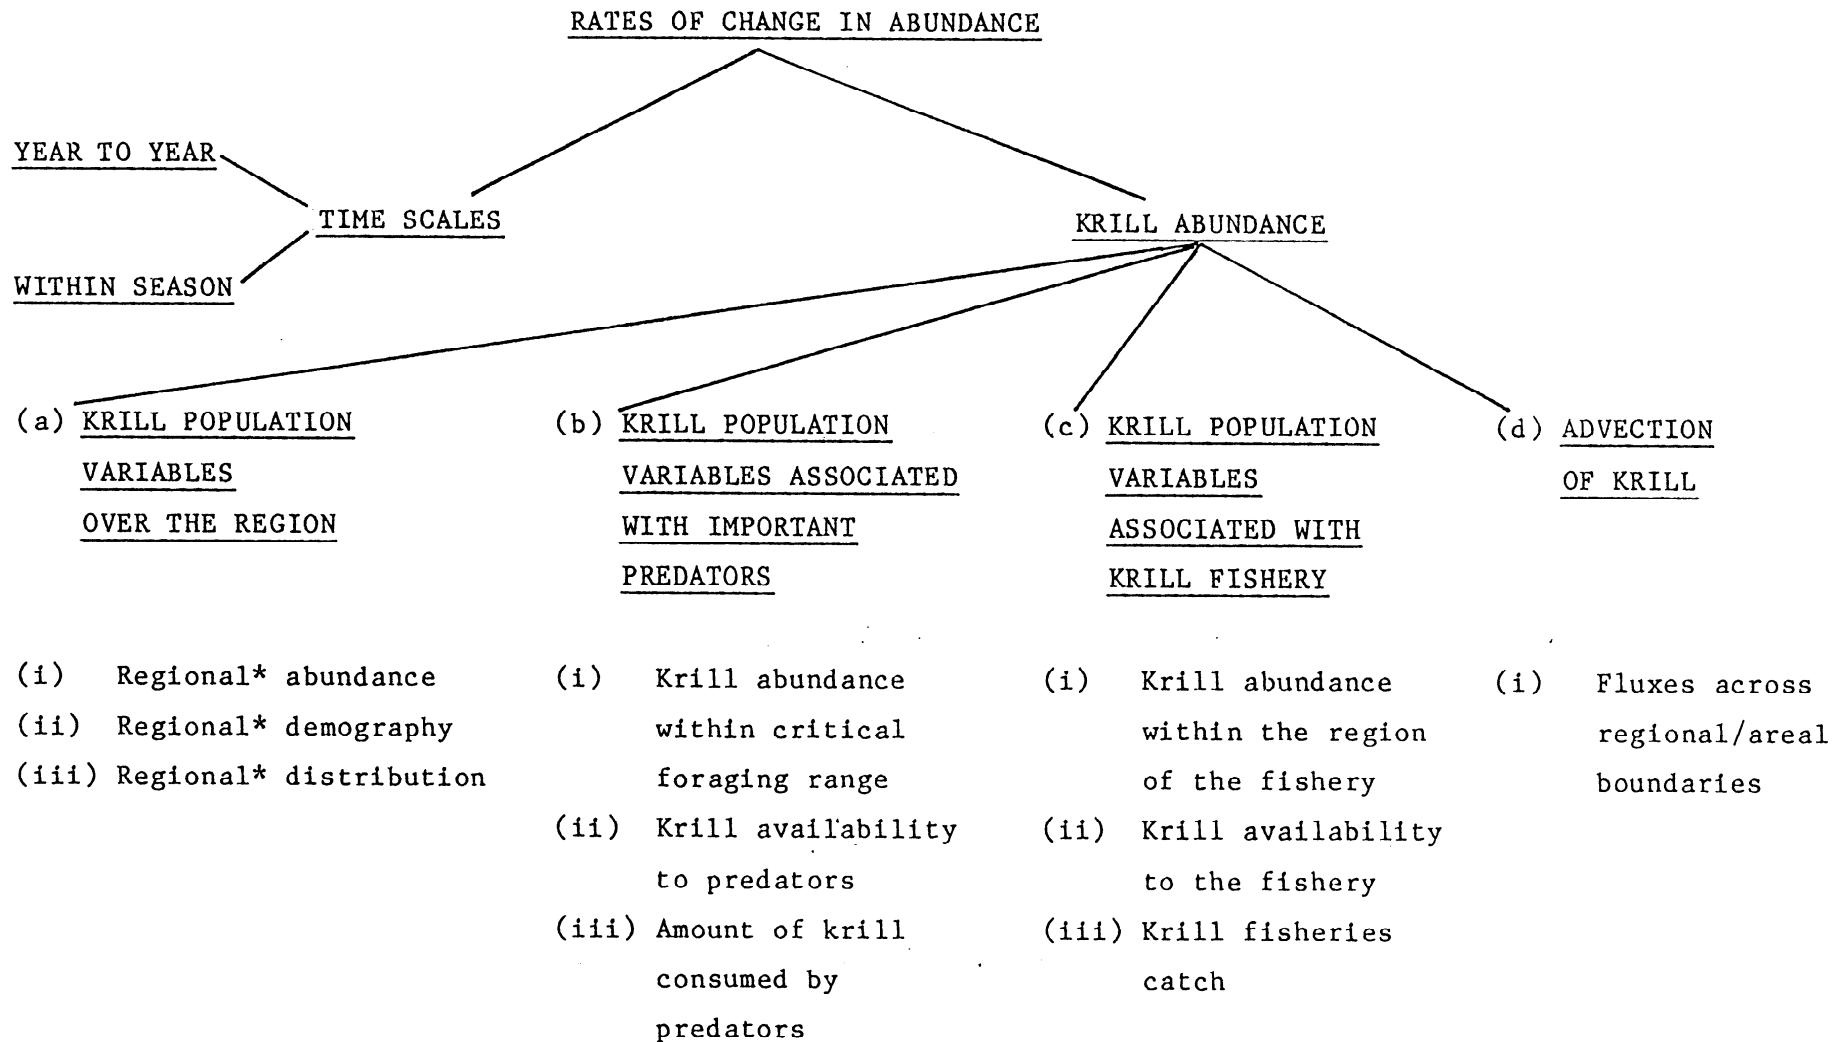 RATES OF CHANGE IN ABUNDANCE
YEAR TO YEAR
TIME SCALES
WITHIN SEASON
KRILL ABUNDANCE
(a) KRILL POPULATION
VARIABLES
OVER THE REGION
(i) Regional* abundance
(ii) Regional* demography
(iii) Regional* distribution
(b) KRILL POPULATION
VARIABLES ASSOCIATED
WITH IMPORTANT
PREDATORS
(i) Krill abundance
within critical
foraging range
(ii) Krill availability
to predators
(iii) Amount of krill
consumed by
predators
(c) KRILL POPULATION
VARIABLES
ASSOCIATED WITH
KRILL FISHERY
(i) Krill abundance
within the region
of the fishery
(ii) Krill availability
to the fishery
(iii) Krill fisheries
catch
(d) ADVECTION
OF KRILL
(i) Fluxes across
regional/areal
boundaries